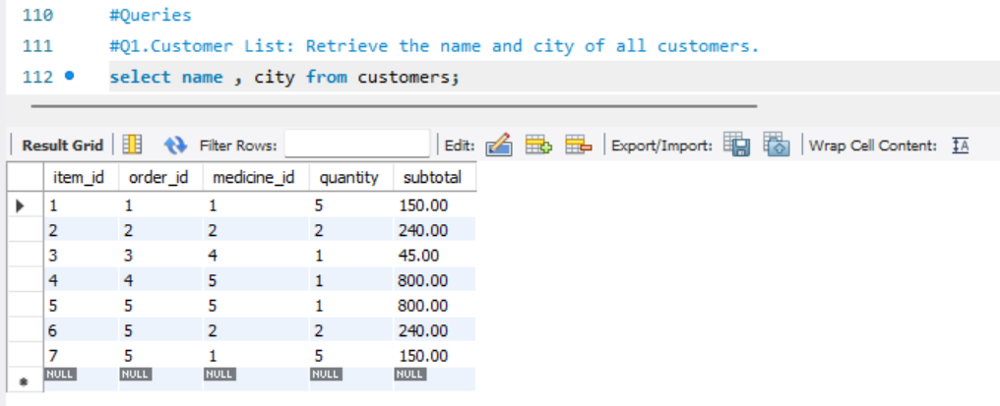 110 #Queries
111 #Q1.Customer List: Retrieve the name and city of all customers.
112 select name , city from customers;
Result Grid Filter Rows: Edit: Export/Import: Wrap Cell Content: IA
item_id order_id medicine_id quantity subtotal
1 1 1 5 150.00
2 2 2 2 240.00
3 3 4 1 45.00
4 4 5 1 800.00
5 5 5 1 800.00
6 5 2 2 240.00
7 5 1 5 150.00
NULL NULL NULL NULL NULL